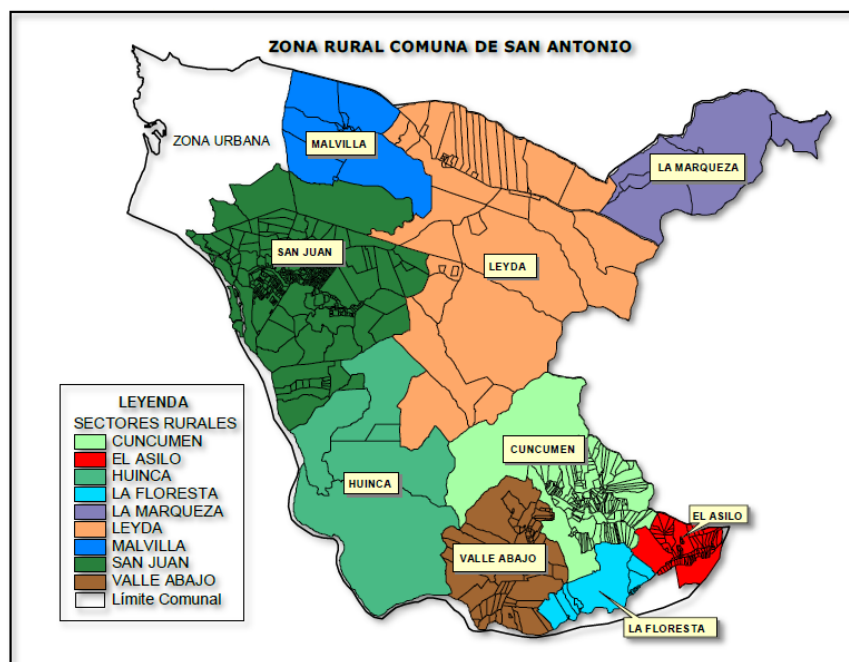 ZONA RURAL COMUNA DE SAN ANTONIO
ZONA URBANA
MALVILLA
LA MARQUEZA
SAN JUAN
LEYDA
CUNCUMEN
HUINCA
EL ASILO
VALLE ABAJO
LA FLORESTA
LEYENDA
SECTORES RURALES
CUNCUMEN
EL ASILO
HUINCA
LA FLORESTA
LA MARQUEZA
LEYDA
MALVILLA
SAN JUAN
VALLE ABAJO
Límite Comunal